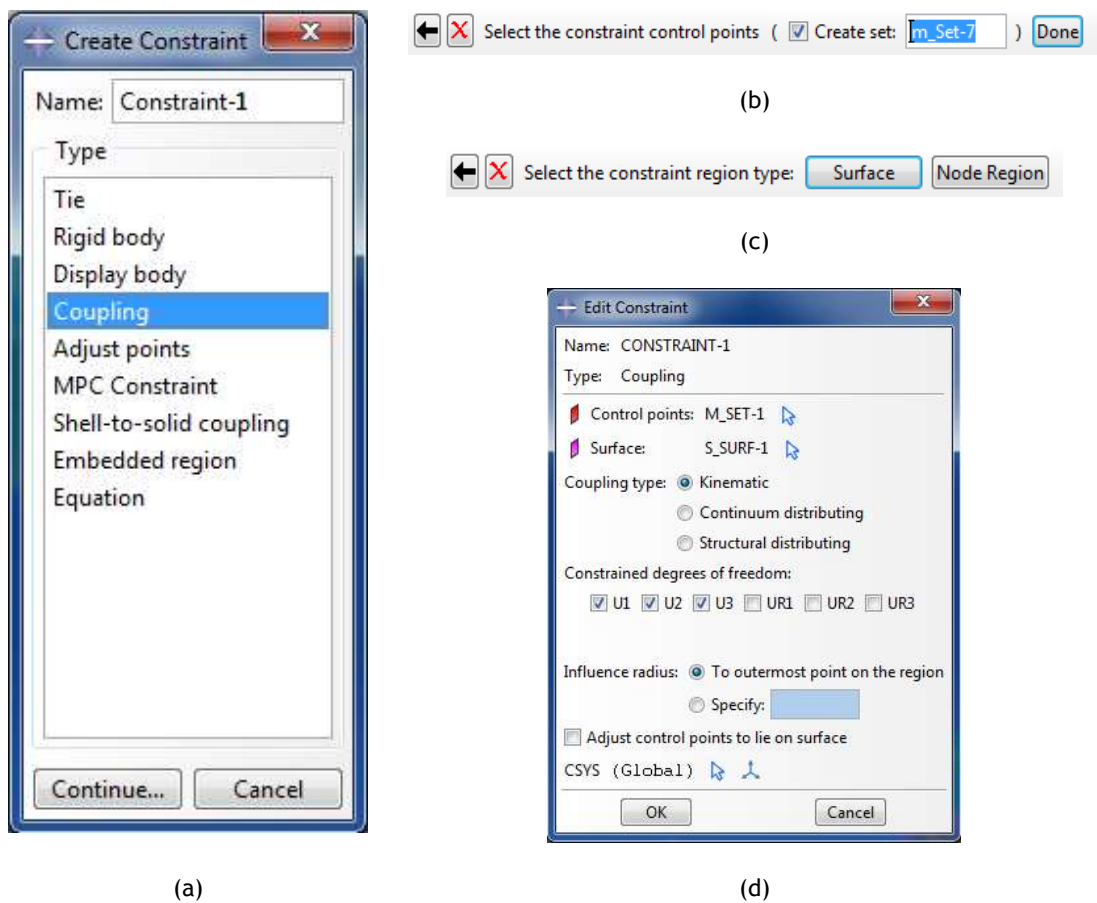 Create Constraint
Name: Constraint-1
Type
Tie
Rigid body
Display body
Coupling
Adjust points
MPC Constraint
Shell-to-solid coupling
Embedded region
Equation
Continue... Cancel
(a)
Select the constraint control points ( Create set: m_Set-7 ) Done
(b)
Select the constraint region type: Surface Node Region
(c)
Edit Constraint
Name: CONSTRAINT-1
Type: Coupling
Control points: M_SET-1
Surface: S_SURF-1
Coupling type: Kinematic
Continuum distributing
Structural distributing
Constrained degrees of freedom:
U1 U2 U3 UR1 UR2 UR3
Influence radius: To outermost point on the region
Specify:
Adjust control points to lie on surface
CSYS (Global)
OK Cancel
(d)